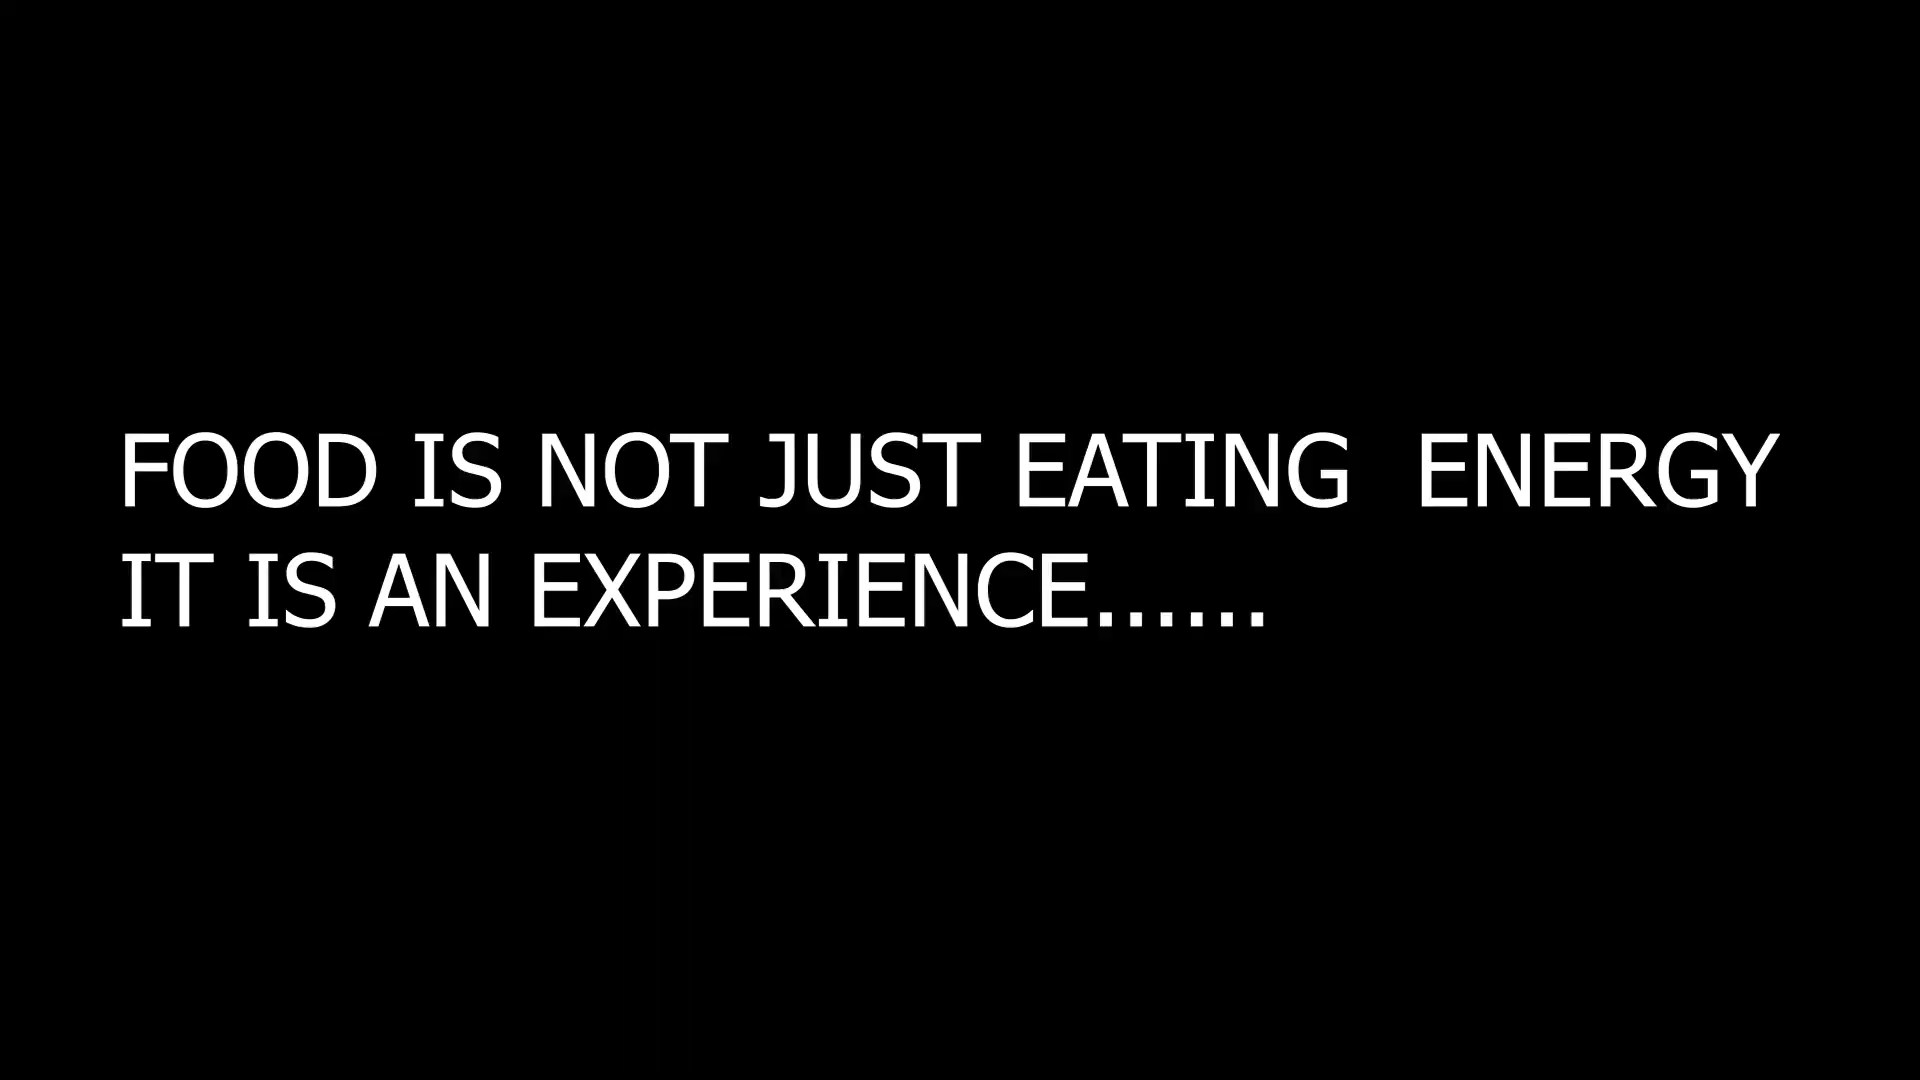 FOOD IS NOT JUST EATING  ENERGY
IT IS AN EXPERIENCE......